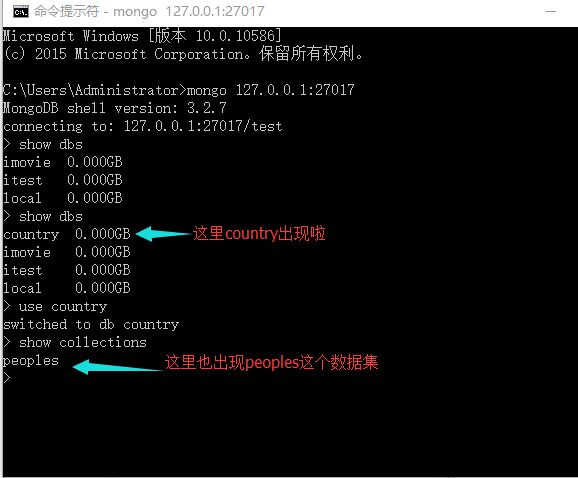 命令提示符 - mongo  127.0.0.1:27017
Microsoft Windows [版本 10.0.10586]
(c) 2015 Microsoft Corporation。保留所有权利。
C:\Users\Administrator>mongo 127.0.0.1:27017
MongoDB shell version: 3.2.7
connecting to: 127.0.0.1:27017/test
> show dbs
imovie  0.000GB
itest   0.000GB
local   0.000GB
> show dbs
country  0.000GB 这里country出现啦
imovie   0.000GB
itest    0.000GB
local    0.000GB
> use country
switched to db country
> show collections
peoples 这里也出现peoples这个数据集
>